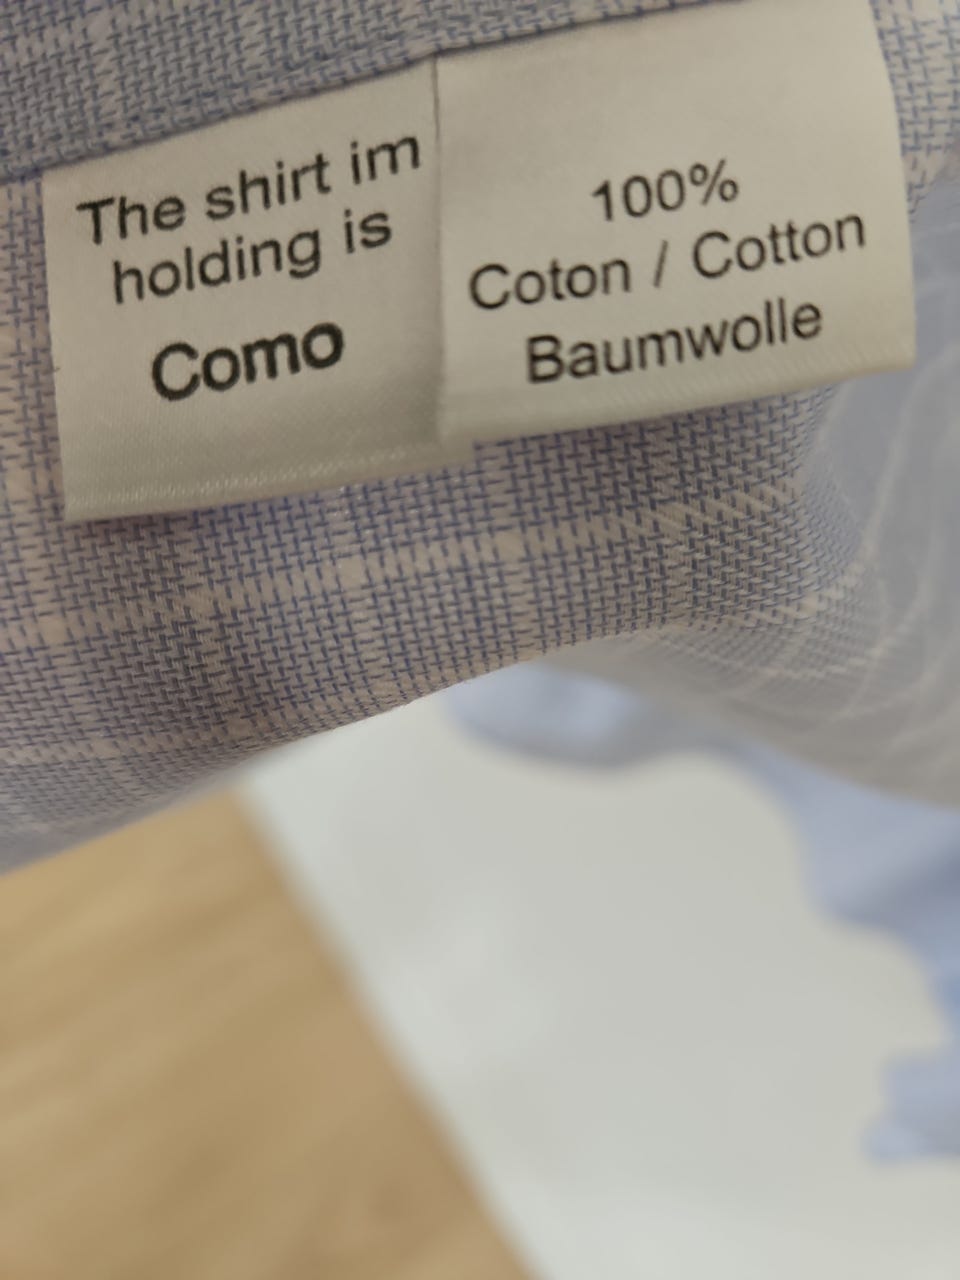 The shirt im
holding is
Como
100%
Coton / Cotton
Baumwolle